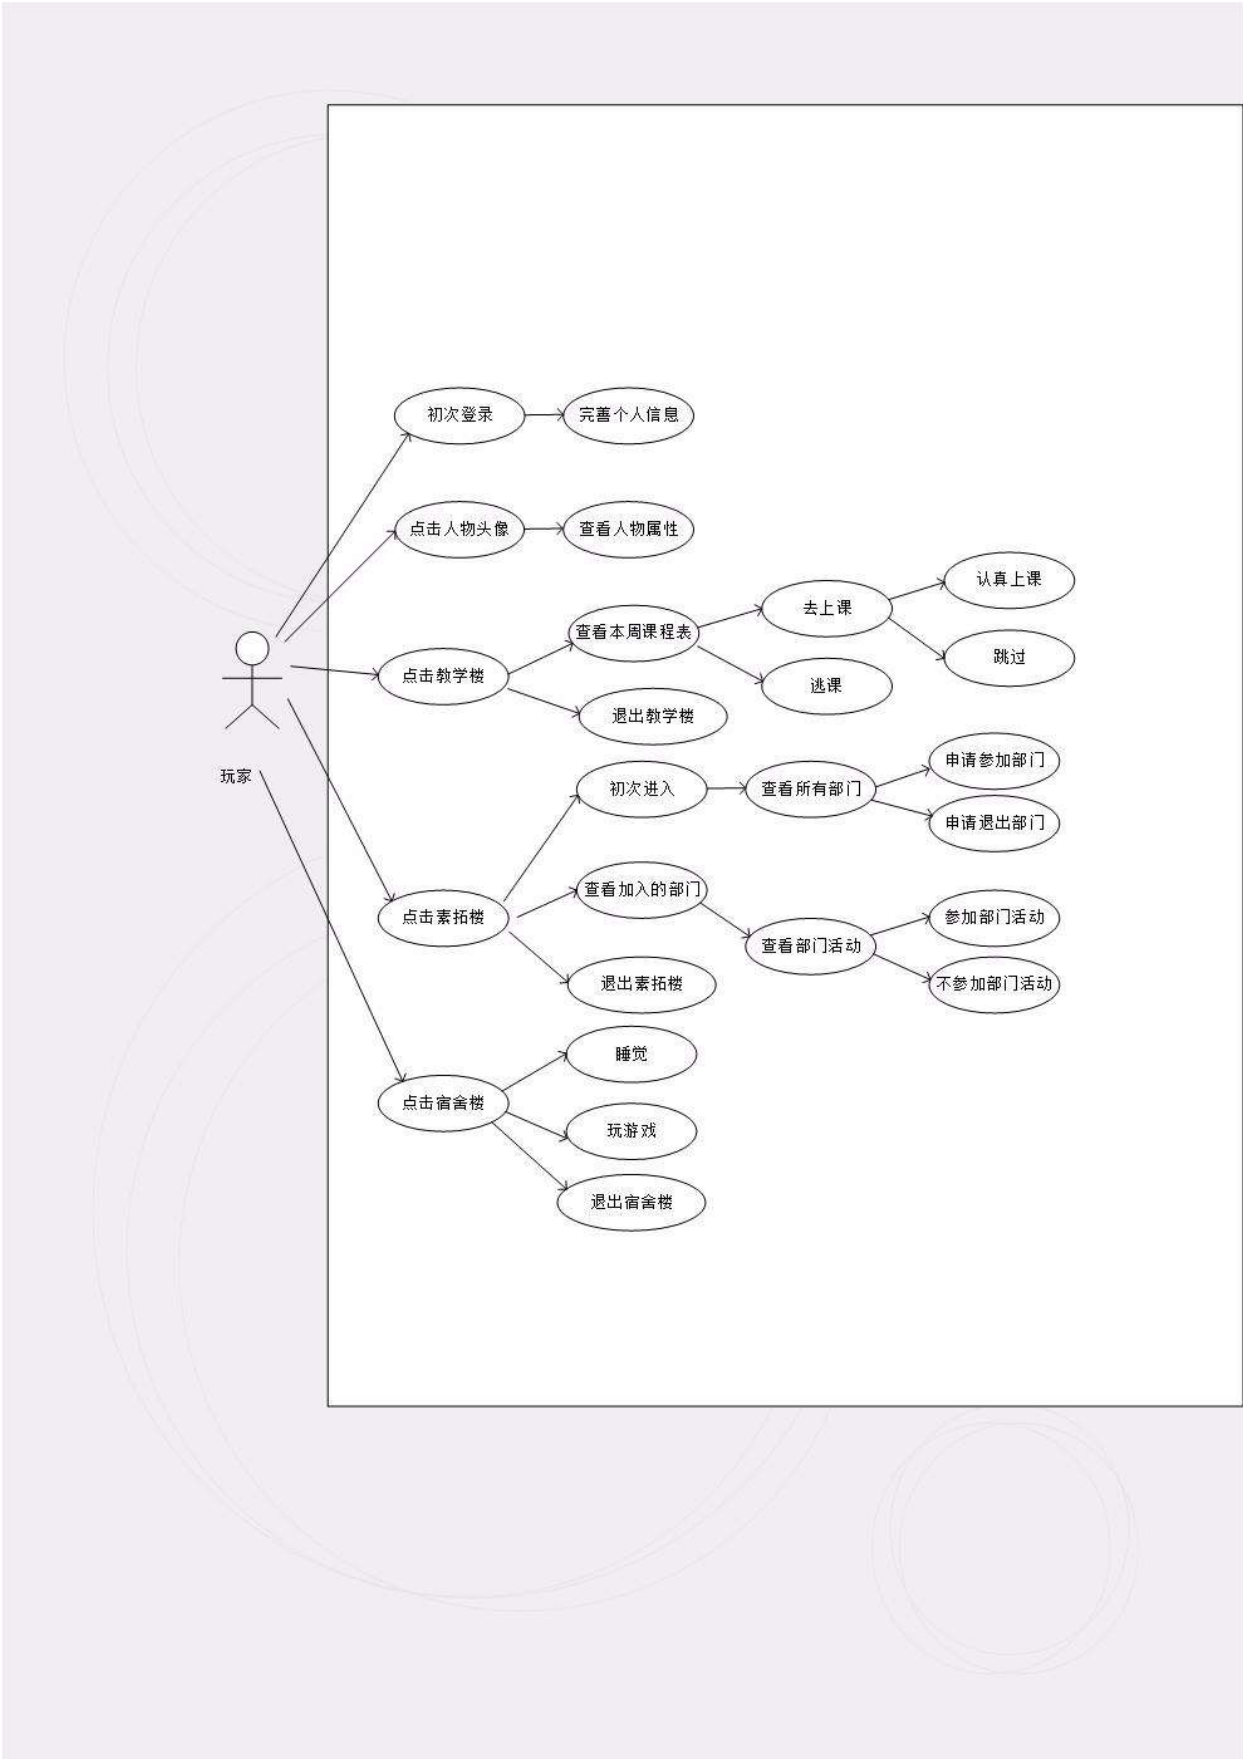 初次登录
完善个人信息
点击人物头像
查看人物属性
认真上课
去上课
查看本周课程表
跳过
点击教学楼
逃课
退出教学楼
玩家
申请参加部门
初次进入
查看所有部门
申请退出部门
查看加入的部门
点击素拓楼
参加部门活动
查看部门活动
退出素拓楼
不参加部门活动
睡觉
点击宿舍楼
玩游戏
退出宿舍楼